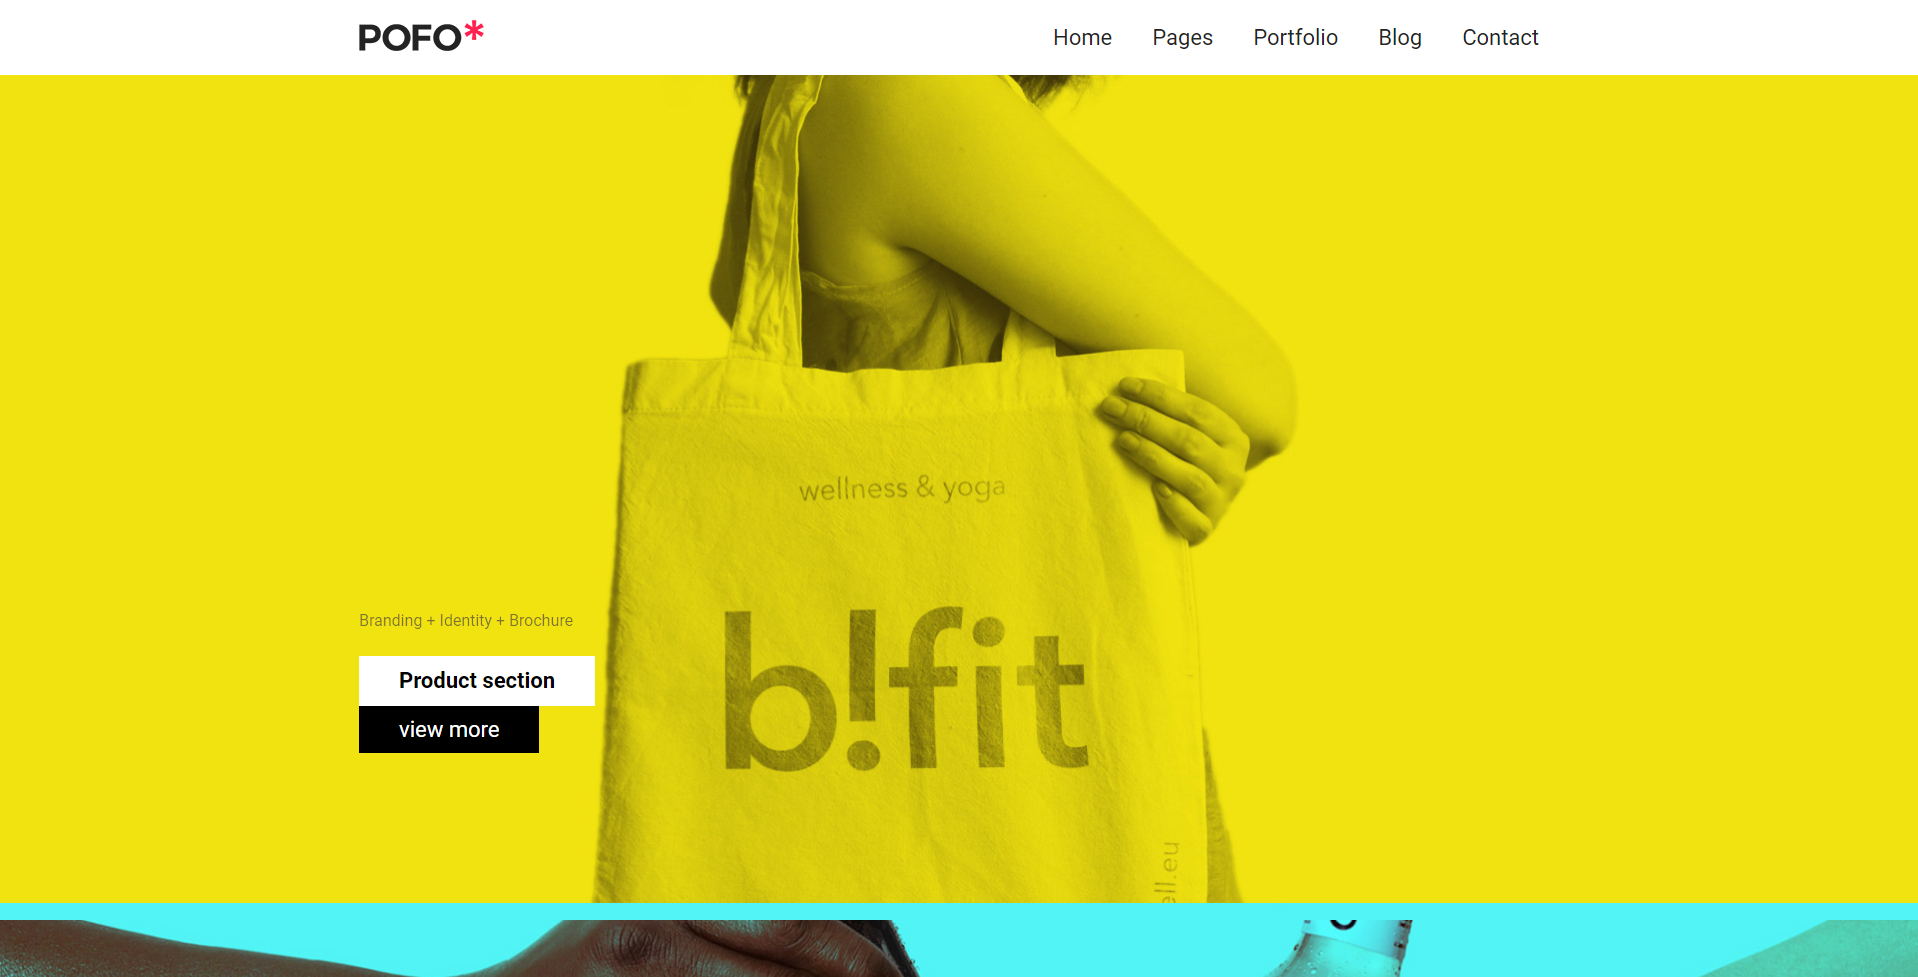 POFO*
Home Pages Portfolio Blog Contact
wellness & yoga
b!fit
Branding + Identity + Brochure
Product section
view more
ell.eu